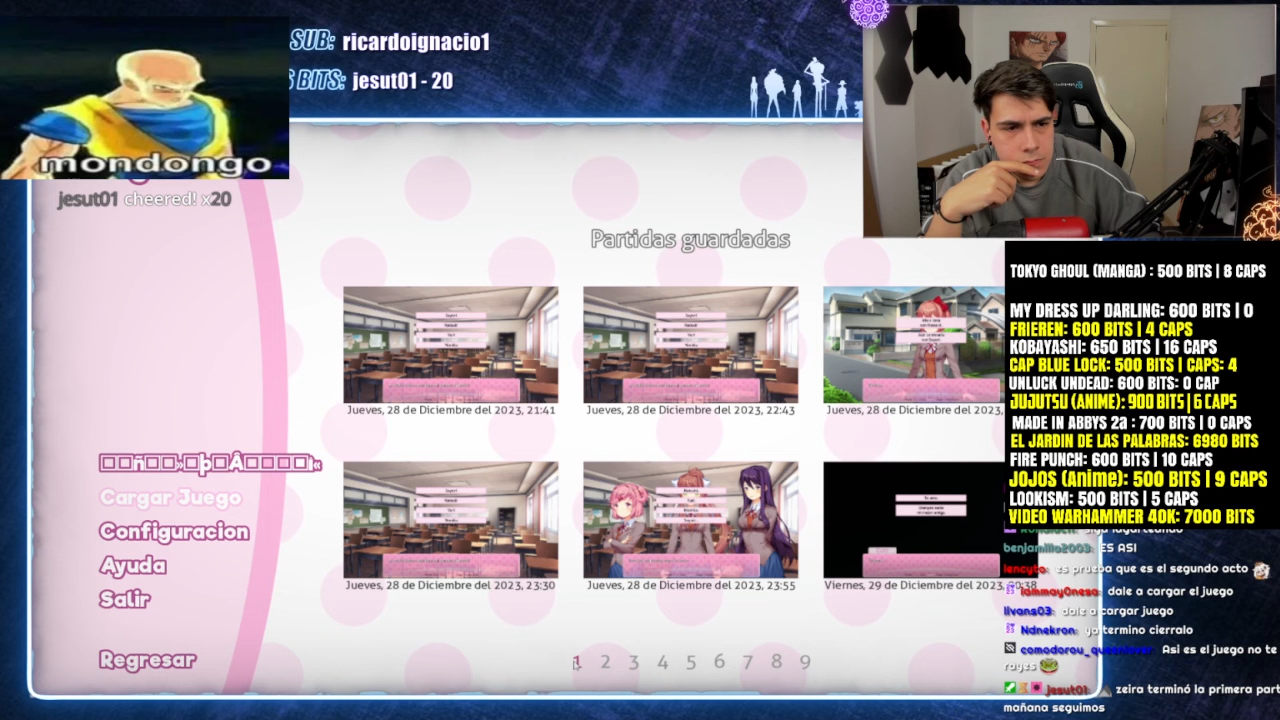 SUB: ricardoignacio1
BITS: jesut01 - 20
mondongo
jesut01 cheered! x20
Partidas guardadas
Jueves, 28 de Diciembre del 2023, 21:41
Jueves, 28 de Diciembre del 2023, 22:43
Jueves, 28 de Diciembre del 2023,
Jueves, 28 de Diciembre del 2023, 23:30
Jueves, 28 de Diciembre del 2023, 23:55
Viernes, 29 de Diciembre del 2023,
Cargar Juego
Configuracion
Ayuda
Salir
Regresar
1 2 3 4 5 6 7 8 9
TOKYO GHOUL (MANGA) : 500 BITS | 8 CAPS
MY DRESS UP DARLING: 600 BITS | 0
FRIEREN: 600 BITS | 4 CAPS
KOBAYASHI: 650 BITS | 16 CAPS
CAP BLUE LOCK: 500 BITS | CAPS: 4
UNLUCK UNDEAD: 600 BITS: 0 CAP
JUJUTSU (ANIME): 900 BITS | 6 CAPS
MADE IN ABBYS 2a : 700 BITS | 0 CAPS
EL JARDIN DE LAS PALABRAS: 6980 BITS
FIRE PUNCH: 600 BITS | 10 CAPS
JOJOS (Anime): 500 BITS | 9 CAPS
LOOKISM: 500 BITS | 5 CAPS
VIDEO WARHAMMER 40K: 7000 BITS
benjamillo2003: ES ASI
lencyto: es prueba que es el segundo acto
IammayOnesa: dale a cargar el juego
livans03: dale a cargar juego
Ndnekron: ya termino cierralo
Asi es el juego no te
rayes
jesut01: zeira terminó la primera part
mañana seguimos